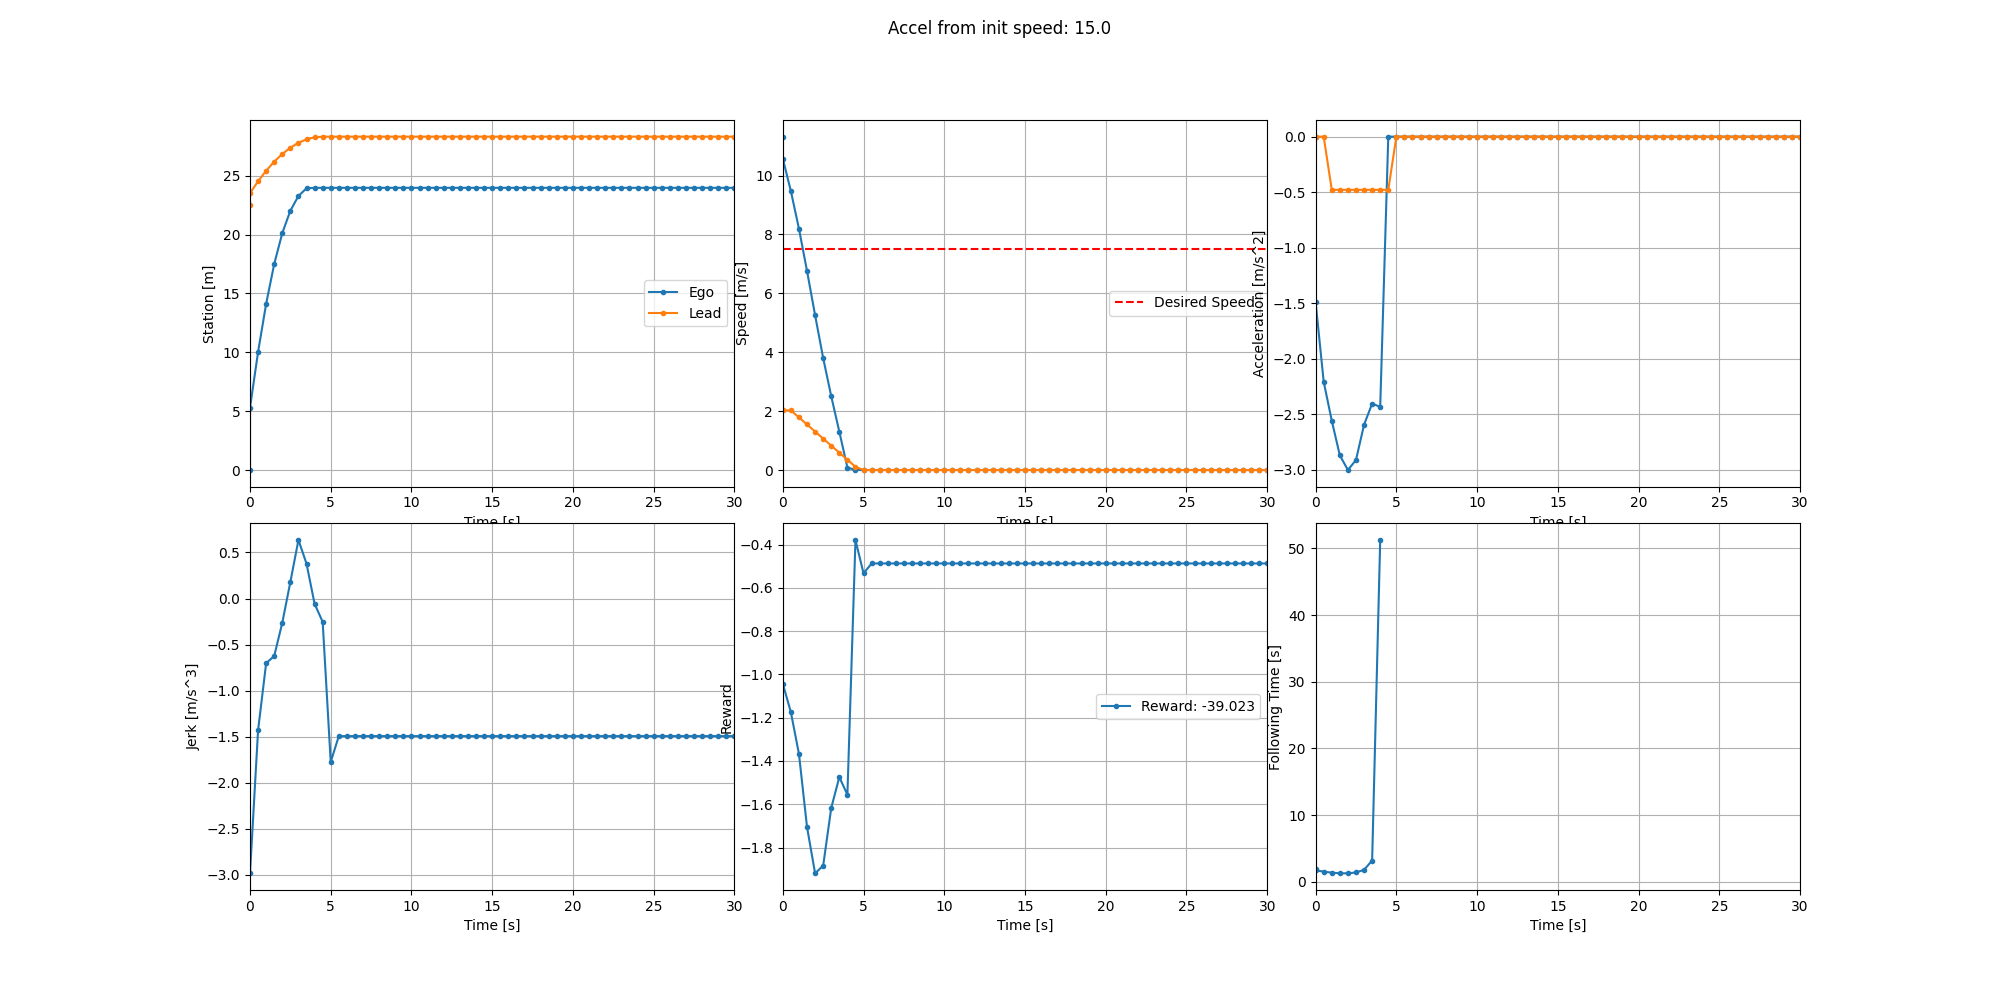 Accel from init speed: 15.0
25
20
15
10
5
0
Station [m]
Ego
Lead
0 5 10 15 20 25 30
Time [s]
10
8
6
4
2
0
Speed [m/s]
Desired Speed
0 5 10 15 20 25 30
Time [s]
0.0
−0.5
−1.0
−1.5
−2.0
−2.5
−3.0
Acceleration [m/s^2]
0 5 10 15 20 25 30
Time [s]
0.5
0.0
−0.5
−1.0
−1.5
−2.0
−2.5
−3.0
Jerk [m/s^3]
0 5 10 15 20 25 30
Time [s]
−0.4
−0.6
−0.8
−1.0
−1.2
−1.4
−1.6
−1.8
Reward
Reward: -39.023
0 5 10 15 20 25 30
Time [s]
50
40
30
20
10
0
Following Time [s]
0 5 10 15 20 25 30
Time [s]